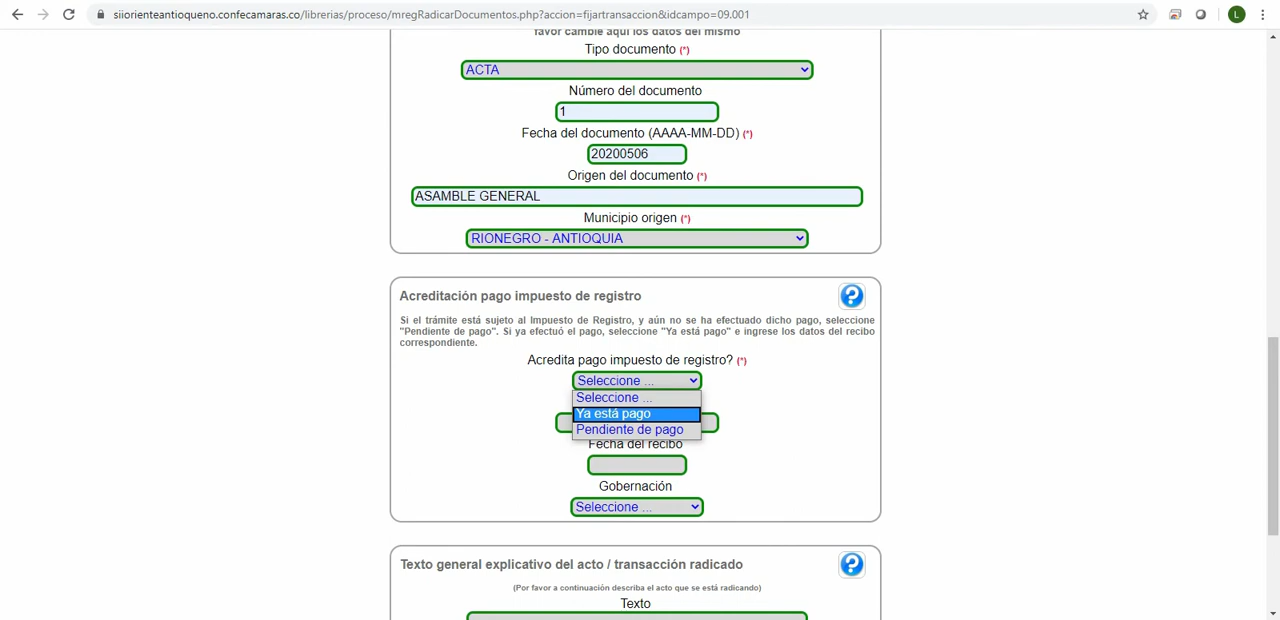 siiorienteantioqueno.confecamaras.co/librerias/proceso/mregRadicarDocumentos.php?accion=fijartransaccion&idcampo=09.001
L
favor cambie aquí los datos del mismo
Tipo documento (*)
ACTA
Número del documento
1
Fecha del documento (AAAA-MM-DD) (*)
20200506
Origen del documento (*)
ASAMBLE GENERAL
Municipio origen (*)
RIONEGRO - ANTIOQUIA
Acreditación pago impuesto de registro
Si el trámite está sujeto al Impuesto de Registro, y aún no se ha efectuado dicho pago, seleccione
"Pendiente de pago". Si ya efectuó el pago, seleccione "Ya está pago" e ingrese los datos del recibo
correspondiente.
Acredita pago impuesto de registro? (*)
Seleccione ...
Seleccione ...
Ya está pago
Pendiente de pago
Fecha del recibo
Gobernación
Seleccione ...
Texto general explicativo del acto / transacción radicado
(Por favor a continuación describa el acto que se está radicando)
Texto